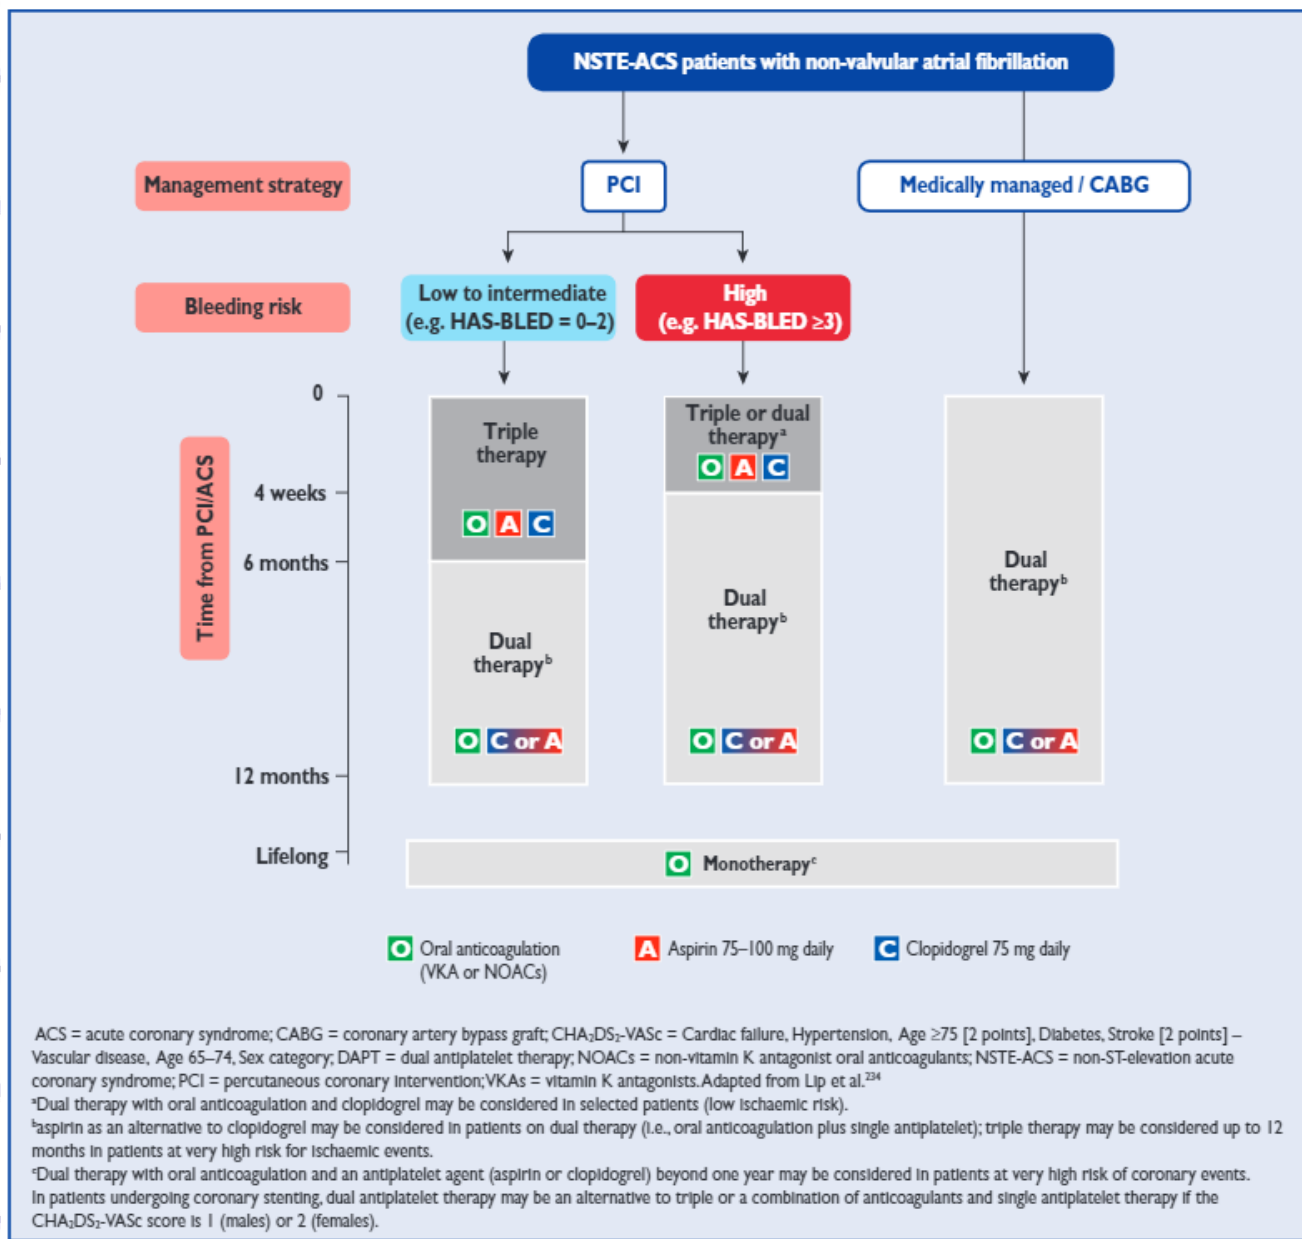 NSTE-ACS patients with non-valvular atrial fibrillation
Management strategy
PCI
Medically managed / CABG
Bleeding risk
Low to intermediate
(e.g. HAS-BLED = 0–2)
High
(e.g. HAS-BLED ≥3)
Time from PCI/ACS
0
4 weeks
6 months
12 months
Lifelong
Triple
therapy
O A C
Dual
therapyᵇ
O C or A
Triple or dual
therapyᵃ
O A C
Dual
therapyᵇ
O C or A
Dual
therapyᵇ
O C or A
O Monotherapyᶜ
O Oral anticoagulation
(VKA or NOACs)
A Aspirin 75–100 mg daily
C Clopidogrel 75 mg daily
ACS = acute coronary syndrome; CABG = coronary artery bypass graft; CHA₂DS₂-VASc = Cardiac failure, Hypertension, Age ≥75 [2 points], Diabetes, Stroke [2 points] –
Vascular disease, Age 65–74, Sex category; DAPT = dual antiplatelet therapy; NOACs = non-vitamin K antagonist oral anticoagulants; NSTE-ACS = non-ST-elevation acute
coronary syndrome; PCI = percutaneous coronary intervention; VKAs = vitamin K antagonists. Adapted from Lip et al.²³⁴
ᵃDual therapy with oral anticoagulation and clopidogrel may be considered in selected patients (low ischaemic risk).
ᵇaspirin as an alternative to clopidogrel may be considered in patients on dual therapy (i.e., oral anticoagulation plus single antiplatelet); triple therapy may be considered up to 12
months in patients at very high risk for ischaemic events.
ᶜDual therapy with oral anticoagulation and an antiplatelet agent (aspirin or clopidogrel) beyond one year may be considered in patients at very high risk of coronary events.
In patients undergoing coronary stenting, dual antiplatelet therapy may be an alternative to triple or a combination of anticoagulants and single antiplatelet therapy if the
CHA₂DS₂-VASc score is 1 (males) or 2 (females).